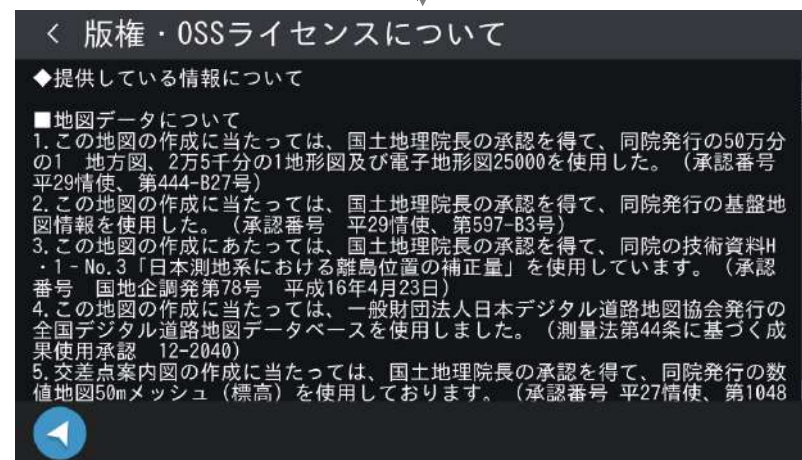 < 版権・OSSライセンスについて
◆提供している情報について
■地図データについて
1.この地図の作成に当たっては、国土地理院長の承認を得て、同院発行の50万分
の1　地方図、2万5千分の1地形図及び電子地形図25000を使用した。（承認番号
平29情使、第444-B27号）
2.この地図の作成に当たっては、国土地理院長の承認を得て、同院発行の基盤地
図情報を使用した。（承認番号　平29情使、第597-B3号）
3.この地図の作成にあたっては、国土地理院長の承認を得て、同院の技術資料H
・1‐No.3「日本測地系における離島位置の補正量」を使用しています。（承認
番号　国地企調発第78号　平成16年4月23日）
4.この地図の作成に当たっては、一般財団法人日本デジタル道路地図協会発行の
全国デジタル道路地図データベースを使用しました。（測量法第44条に基づく成
果使用承認　12-2040）
5.交差点案内図の作成に当たっては、国土地理院長の承認を得て、同院発行の数
値地図50mメッシュ（標高）を使用しております。（承認番号 平27情使、第1048